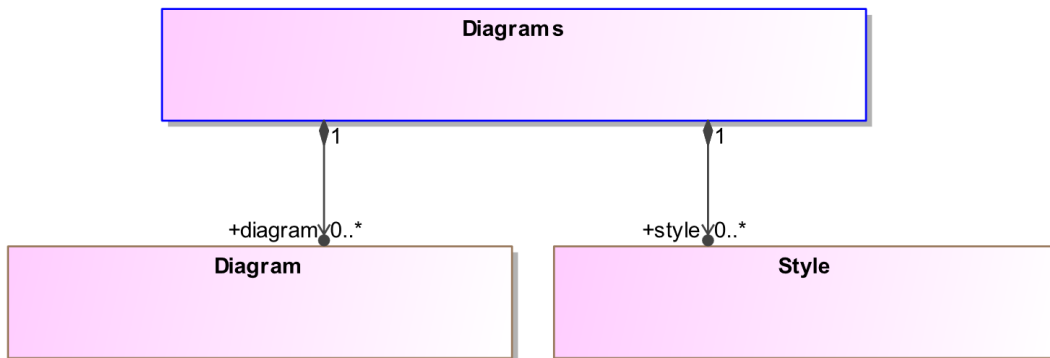 Diagrams
1
1
+diagram 0..*
+style 0..*
Diagram
Style